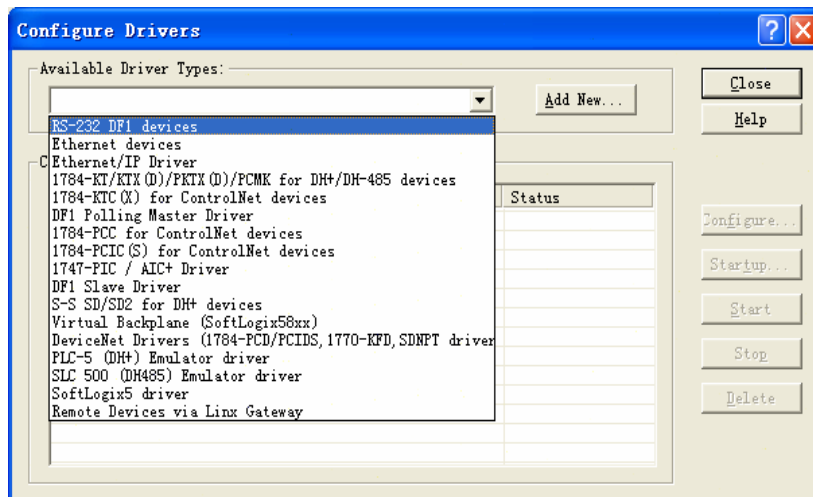 Configure Drivers
Available Driver Types:
Add New...
Close
Help
RS-232 DF1 devices
Ethernet devices
Ethernet/IP Driver
1784-KT/KTX(D)/PKTX(D)/PCMK for DH+/DH-485 devices
1784-KTC(X) for ControlNet devices
DF1 Polling Master Driver
1784-PCC for ControlNet devices
1784-PCIC(S) for ControlNet devices
1747-PIC / AIC+ Driver
DF1 Slave Driver
S-S SD/SD2 for DH+ devices
Virtual Backplane (SoftLogix58xx)
DeviceNet Drivers (1784-PCD/PCIDS,1770-KFD,SDNPT driver
PLC-5 (DH+) Emulator driver
SLC 500 (DH485) Emulator driver
SoftLogix5 driver
Remote Devices via Linx Gateway
Status
Configure...
Startup...
Start
Stop
Delete